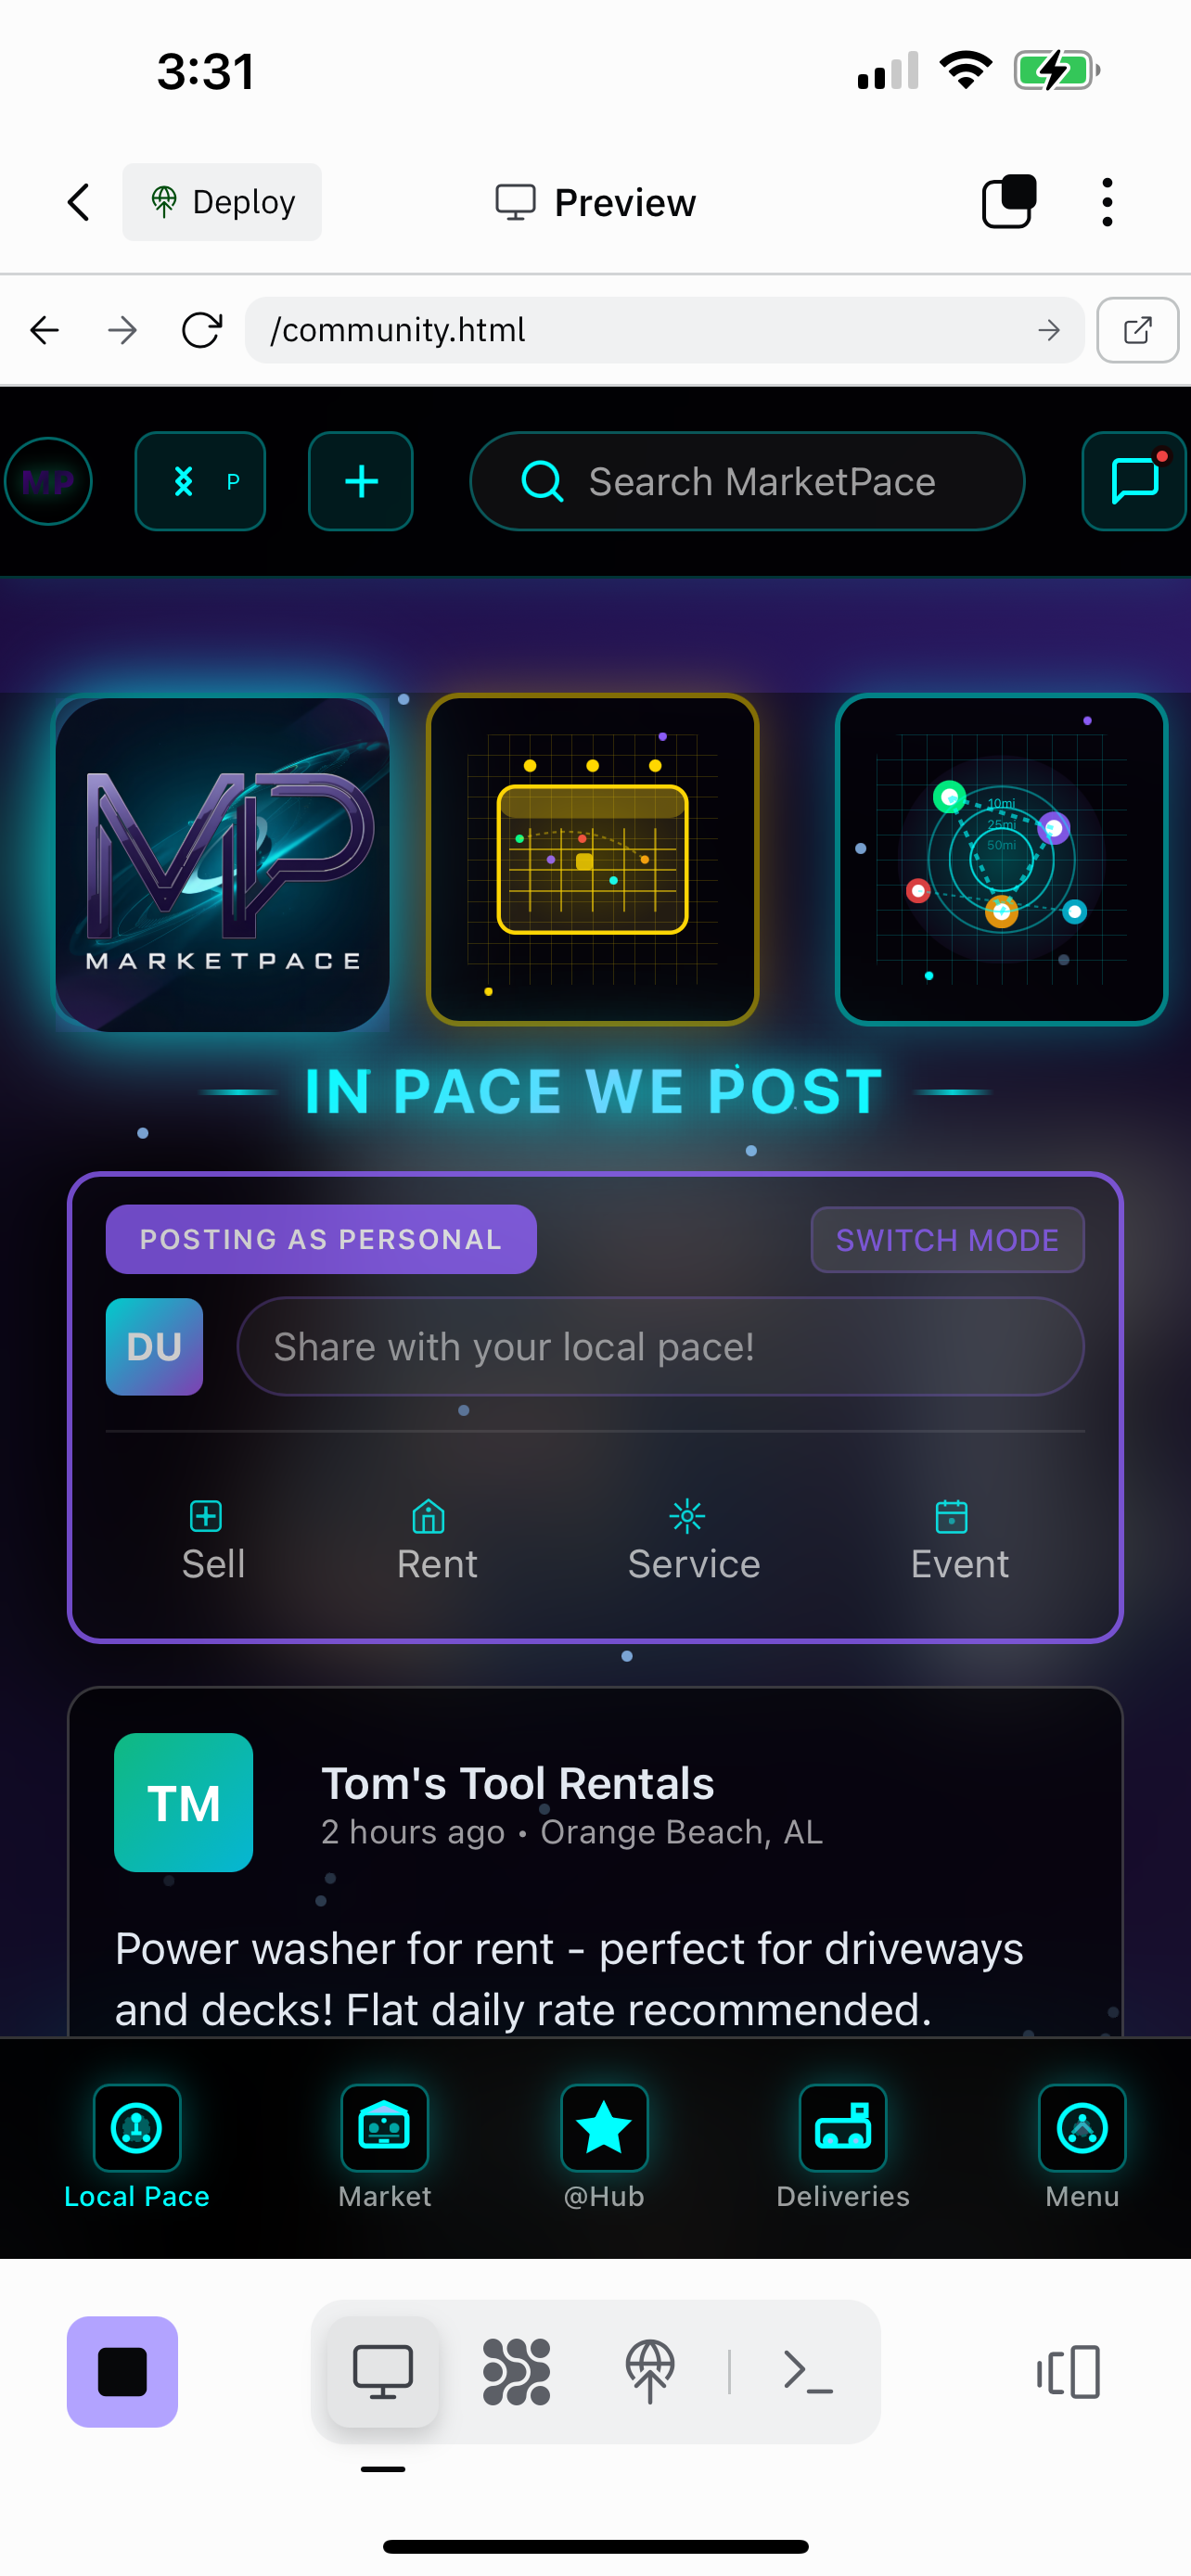 3:31
Deploy
Preview
/community.html
MP
P
Search MarketPace
MP
MARKETPACE
10mi
25mi
50mi
IN PACE WE POST
POSTING AS PERSONAL
SWITCH MODE
DU
Share with your local pace!
Sell
Rent
Service
Event
TM
Tom's Tool Rentals
2 hours ago • Orange Beach, AL
Power washer for rent - perfect for driveways
and decks! Flat daily rate recommended.
Local Pace
Market
@Hub
Deliveries
Menu